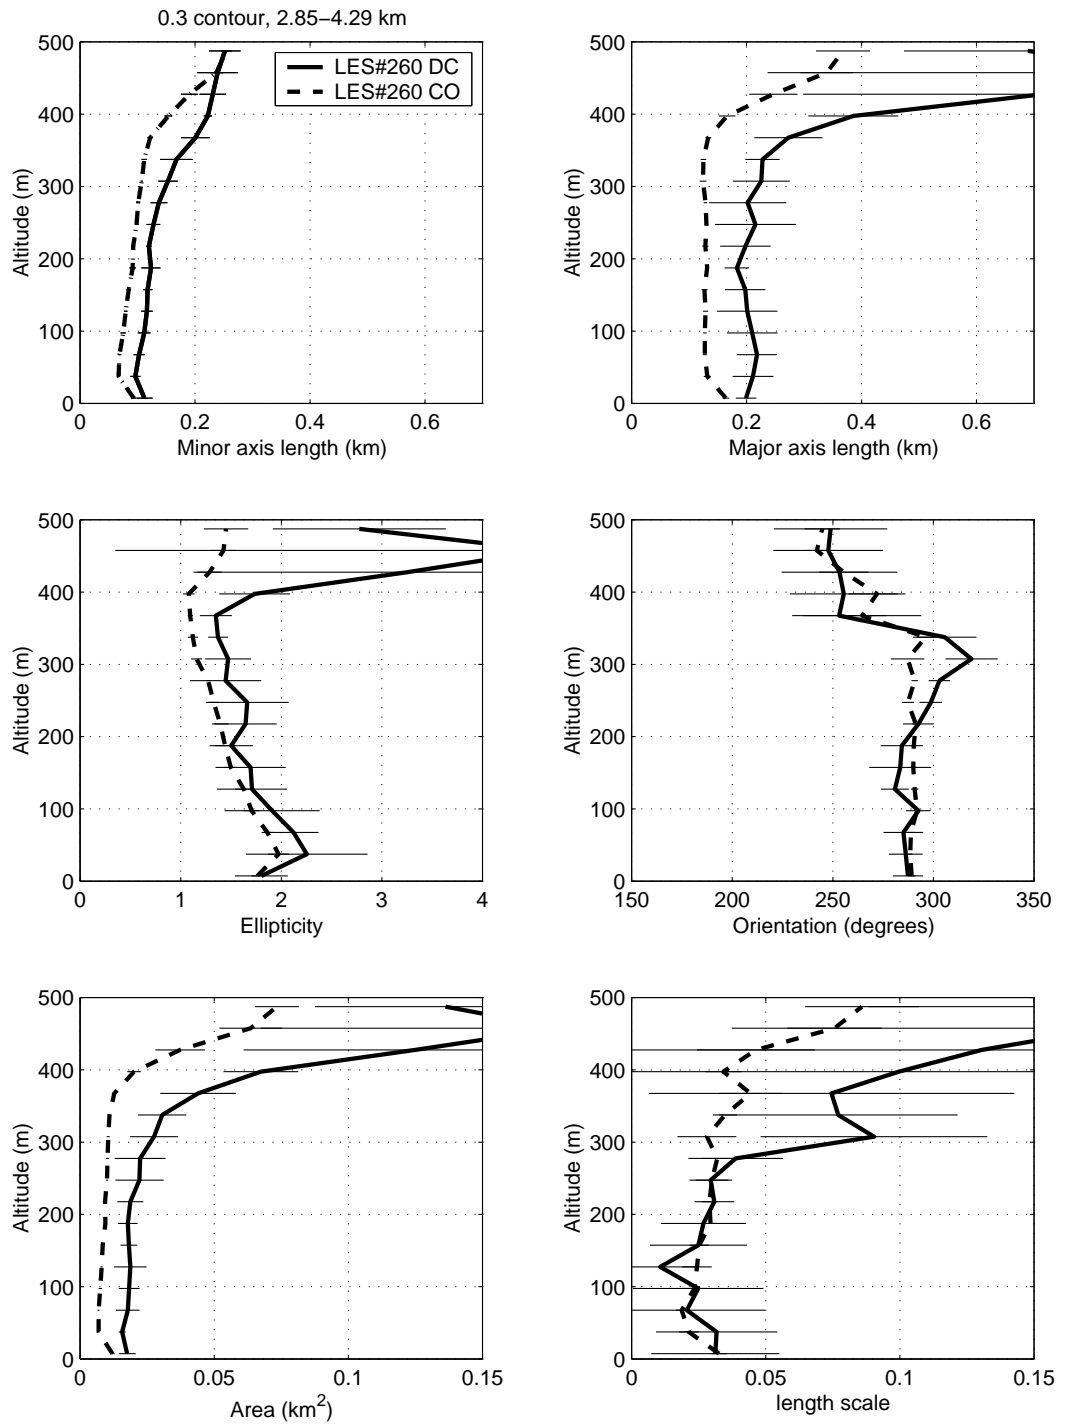 0.3 contour, 2.85−4.29 km
500
400
300
200
100
0
Altitude (m)
LES#260 DC
LES#260 CO
0 0.2 0.4 0.6
Minor axis length (km)
500
400
300
200
100
0
Altitude (m)
0 0.2 0.4 0.6
Major axis length (km)
500
400
300
200
100
0
Altitude (m)
0 1 2 3 4
Ellipticity
500
400
300
200
100
0
Altitude (m)
150 200 250 300 350
Orientation (degrees)
500
400
300
200
100
0
Altitude (m)
0 0.05 0.1 0.15
Area (km²)
500
400
300
200
100
0
Altitude (m)
0 0.05 0.1 0.15
length scale